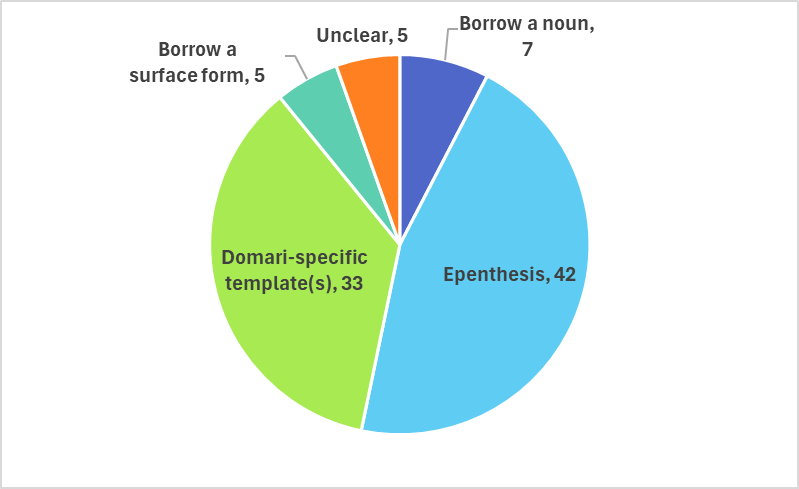 Unclear, 5
Borrow a noun,
7
Borrow a
surface form, 5
Domari-specific
template(s), 33
Epenthesis, 42